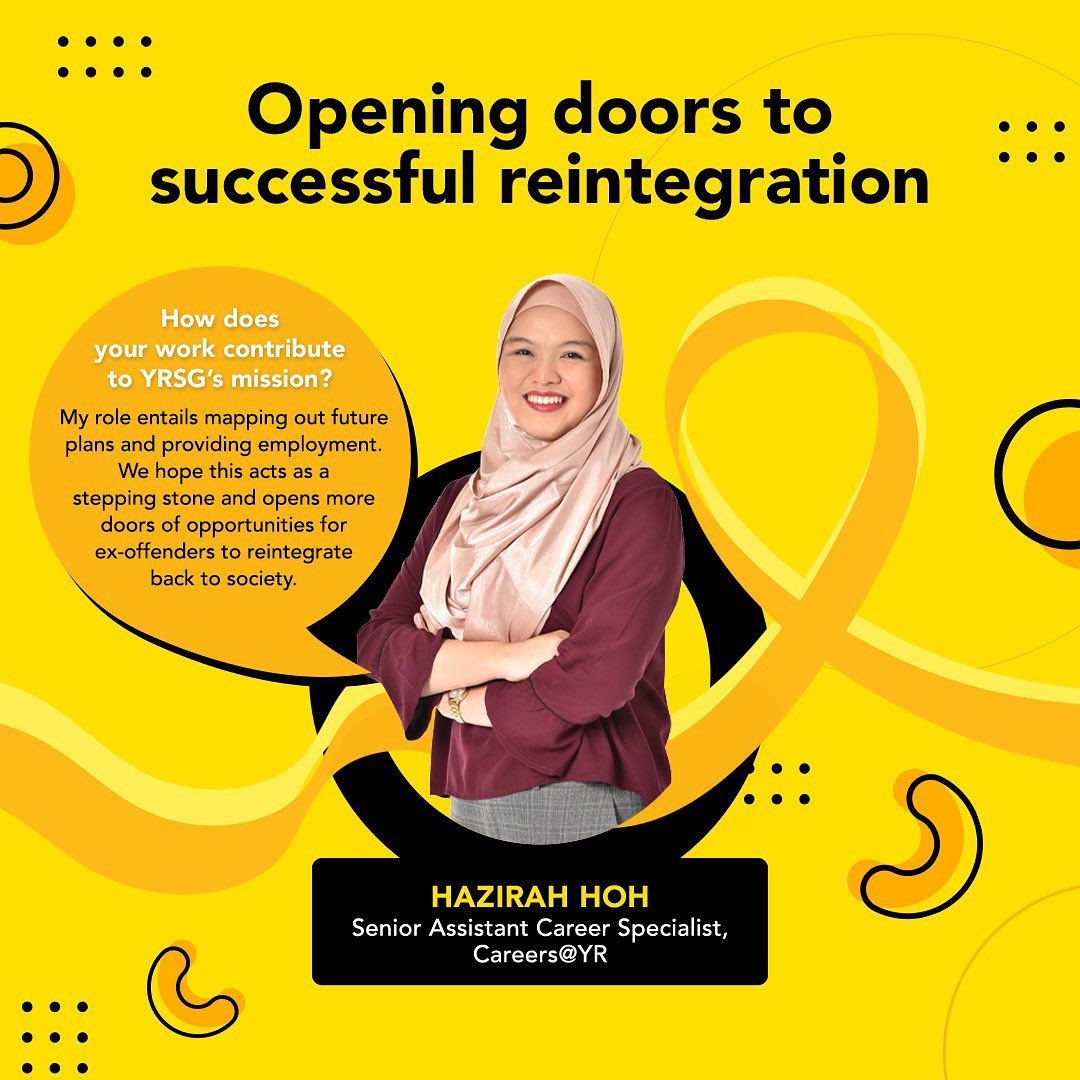 Opening doors to
successful reintegration
How does
your work contribute
to YRSG's mission?
My role entails mapping out future
plans and providing employment.
We hope this acts as a
stepping stone and opens more
doors of opportunities for
ex-offenders to reintegrate
back to society.
HAZIRAH HOH
Senior Assistant Career Specialist,
Careers@YR